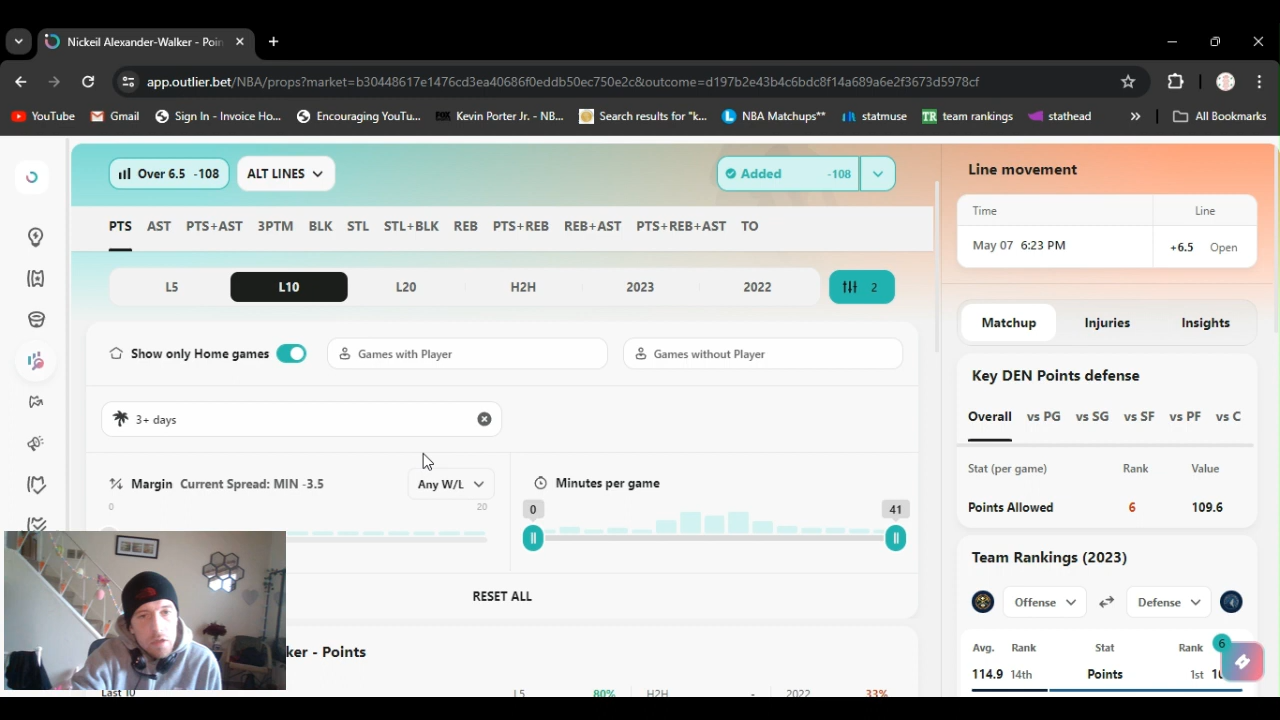 Nickeil Alexander-Walker - Poin
app.outlier.bet/NBA/props?market=b30448617e1476cd3ea40686f0eddb50ec750e2c&outcome=d197b2e43b4c6bdc8f14a689a6e2f3673d5978cf
YouTube Gmail Sign In - Invoice Ho... Encouraging YouTu... Kevin Porter Jr. - NB... Search results for "k... NBA Matchups** statmuse team rankings stathead » All Bookmarks
Over 6.5 -108 ALT LINES Added -108
PTS AST PTS+AST 3PTM BLK STL STL+BLK REB PTS+REB REB+AST PTS+REB+AST TO
L5 L10 L20 H2H 2023 2022 2
Show only Home games Games with Player Games without Player
3+ days
Margin Current Spread: MIN -3.5 Any W/L
0 20
Minutes per game
0 41
RESET ALL
ker - Points
Last 10 L5 80% H2H - 2022 33%
Line movement
Time Line
May 07 6:23 PM +6.5 Open
Matchup Injuries Insights
Key DEN Points defense
Overall vs PG vs SG vs SF vs PF vs C
Stat (per game) Rank Value
Points Allowed 6 109.6
Team Rankings (2023)
Offense Defense
Avg. Rank Stat Rank
6
114.9 14th Points 1st